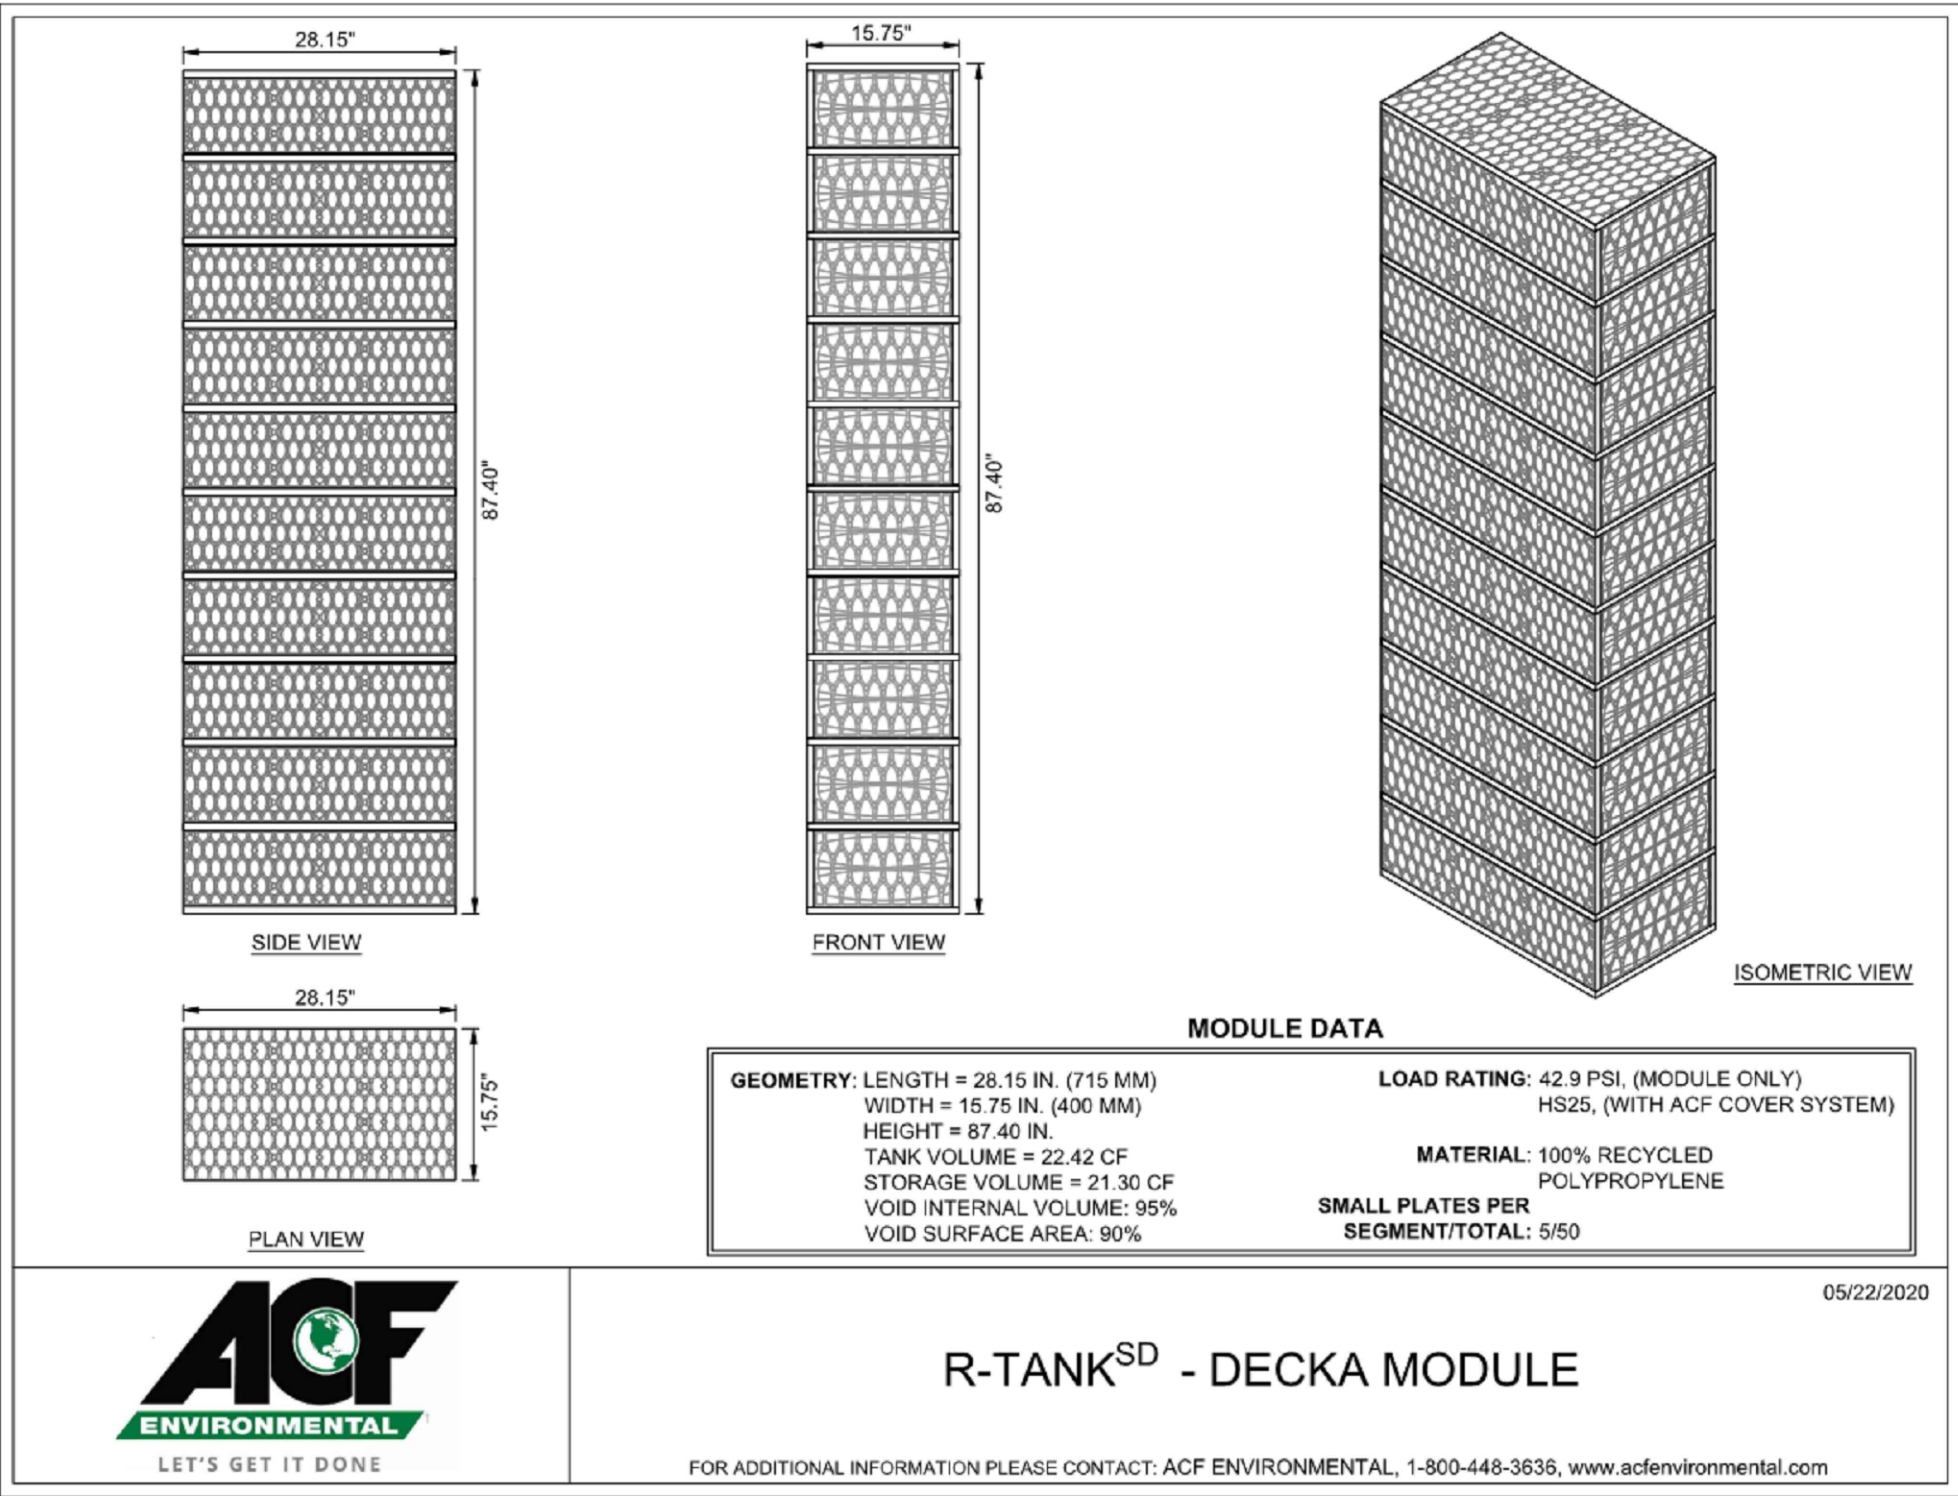 28.15"
15.75"
87.40"
87.40"
SIDE VIEW
FRONT VIEW
ISOMETRIC VIEW
28.15"
15.75"
PLAN VIEW
MODULE DATA
GEOMETRY: LENGTH = 28.15 IN. (715 MM)
WIDTH = 15.75 IN. (400 MM)
HEIGHT = 87.40 IN.
TANK VOLUME = 22.42 CF
STORAGE VOLUME = 21.30 CF
VOID INTERNAL VOLUME: 95%
VOID SURFACE AREA: 90%
LOAD RATING: 42.9 PSI, (MODULE ONLY)
HS25, (WITH ACF COVER SYSTEM)
MATERIAL: 100% RECYCLED
POLYPROPYLENE
SMALL PLATES PER
SEGMENT/TOTAL: 5/50
ACF
ENVIRONMENTAL
LET'S GET IT DONE
05/22/2020
R-TANK^SD - DECKA MODULE
FOR ADDITIONAL INFORMATION PLEASE CONTACT: ACF ENVIRONMENTAL, 1-800-448-3636, www.acfenvironmental.com